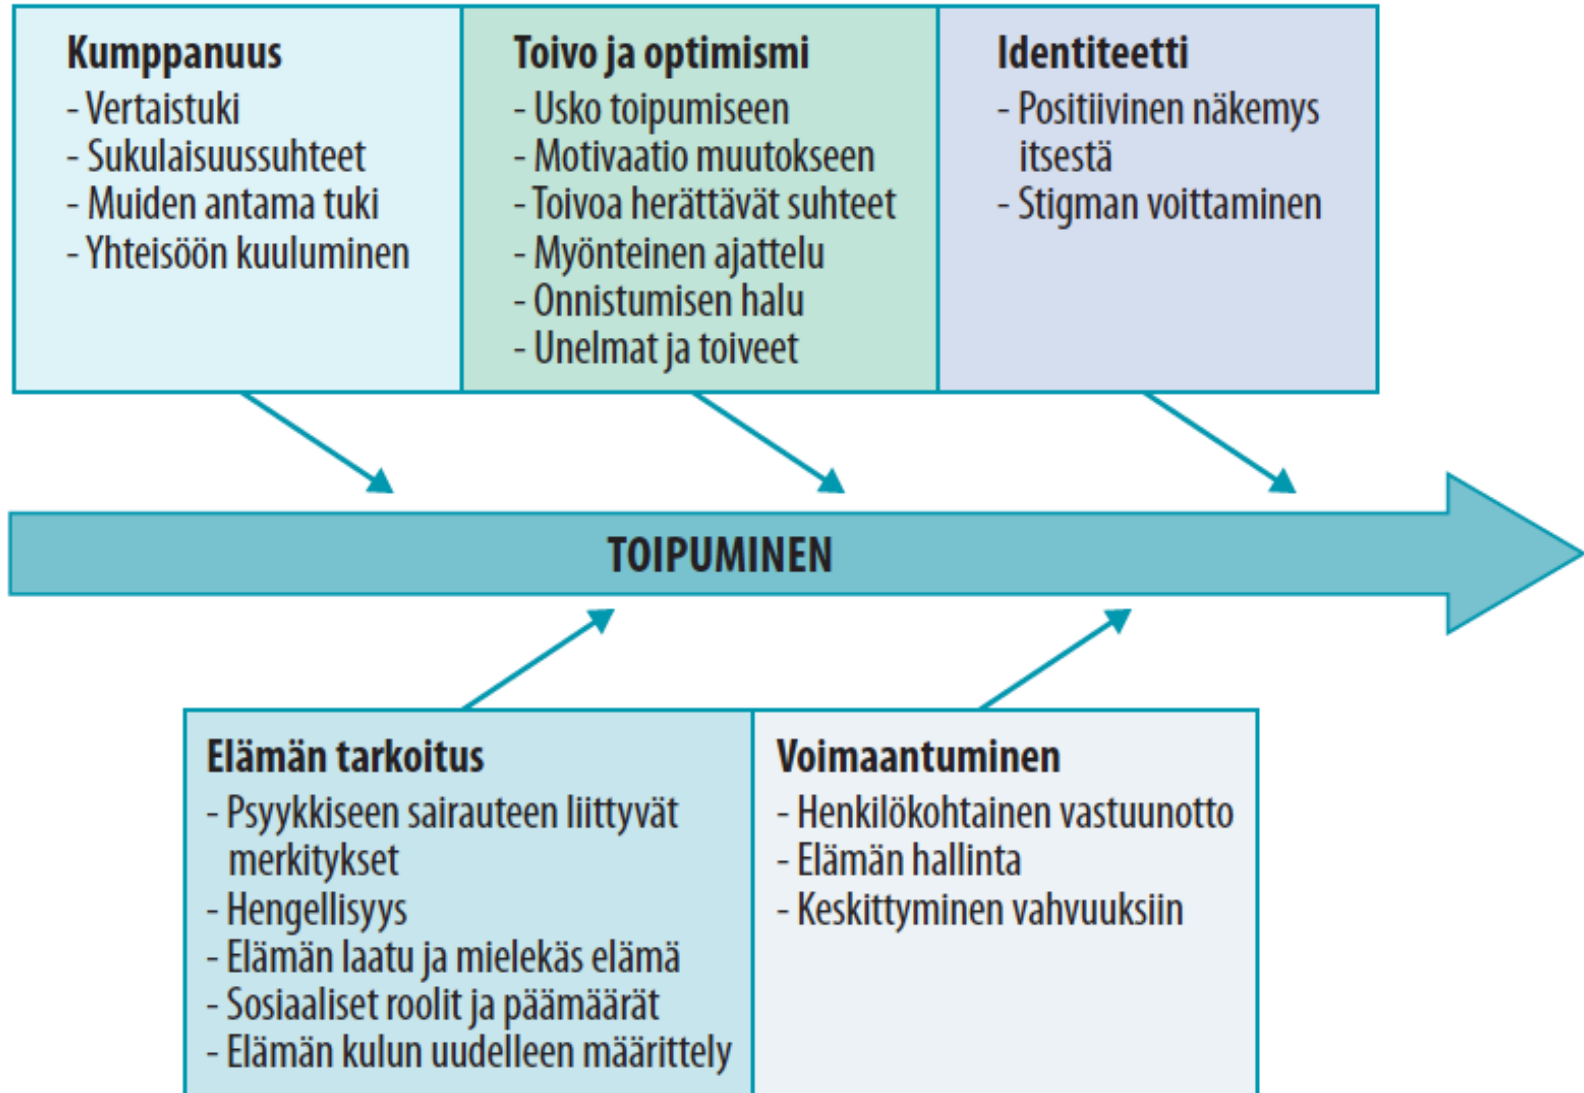 Kumppanuus
- Vertaistuki
- Sukulaisuussuhteet
- Muiden antama tuki
- Yhteisöön kuuluminen
Toivo ja optimismi
- Usko toipumiseen
- Motivaatio muutokseen
- Toivoa herättävät suhteet
- Myönteinen ajattelu
- Onnistumisen halu
- Unelmat ja toiveet
Identiteetti
- Positiivinen näkemys
itsestä
- Stigman voittaminen
TOIPUMINEN
Elämän tarkoitus
- Psyykkiseen sairauteen liittyvät
merkitykset
- Hengellisyys
- Elämän laatu ja mielekäs elämä
- Sosiaaliset roolit ja päämäärät
- Elämän kulun uudelleen määrittely
Voimaantuminen
- Henkilökohtainen vastuunotto
- Elämän hallinta
- Keskittyminen vahvuuksiin